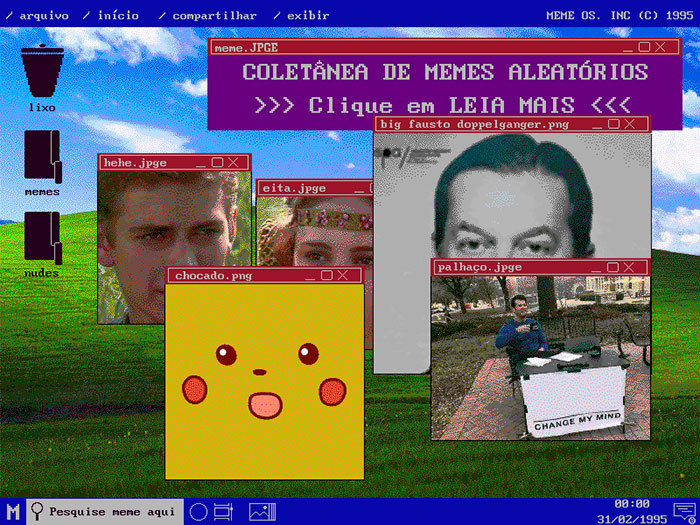 / arquivo / início / compartilhar / exibir
MEME OS. INC (C) 1995
meme.JPGE
COLETÂNEA DE MEMES ALEATÓRIOS
>>> Clique em LEIA MAIS <<<
lixo
memes
nudes
big fausto doppelganger.png
hehe.jpge
eita.jpge
chocado.png
palhaço.jpge
CHANGE MY MIND
M
Pesquise meme aqui
00:00
31/02/1995